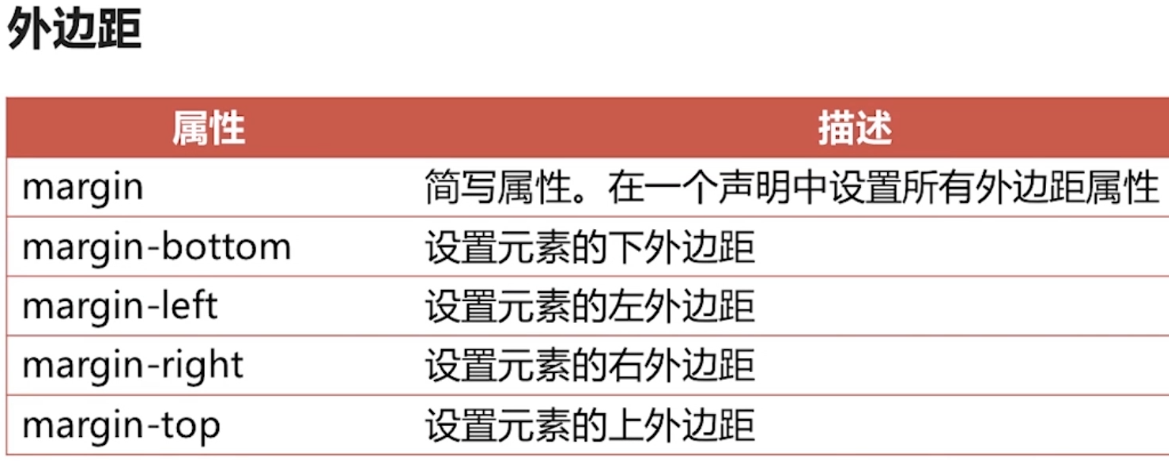 外边距
属性 描述
margin 简写属性。在一个声明中设置所有外边距属性
margin-bottom 设置元素的下外边距
margin-left 设置元素的左外边距
margin-right 设置元素的右外边距
margin-top 设置元素的上外边距